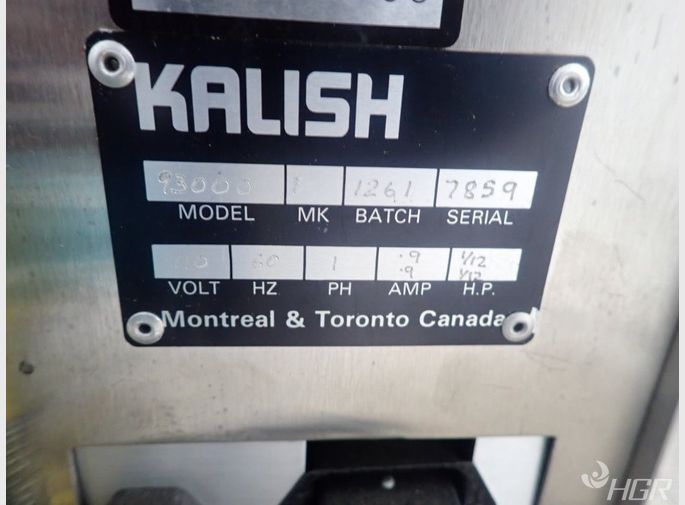 KALISH
93000 1 1261 7859
MODEL MK BATCH SERIAL
60 1 .9 1/12
.9 1/12
VOLT HZ PH AMP H.P.
Montreal & Toronto Canada
HGR